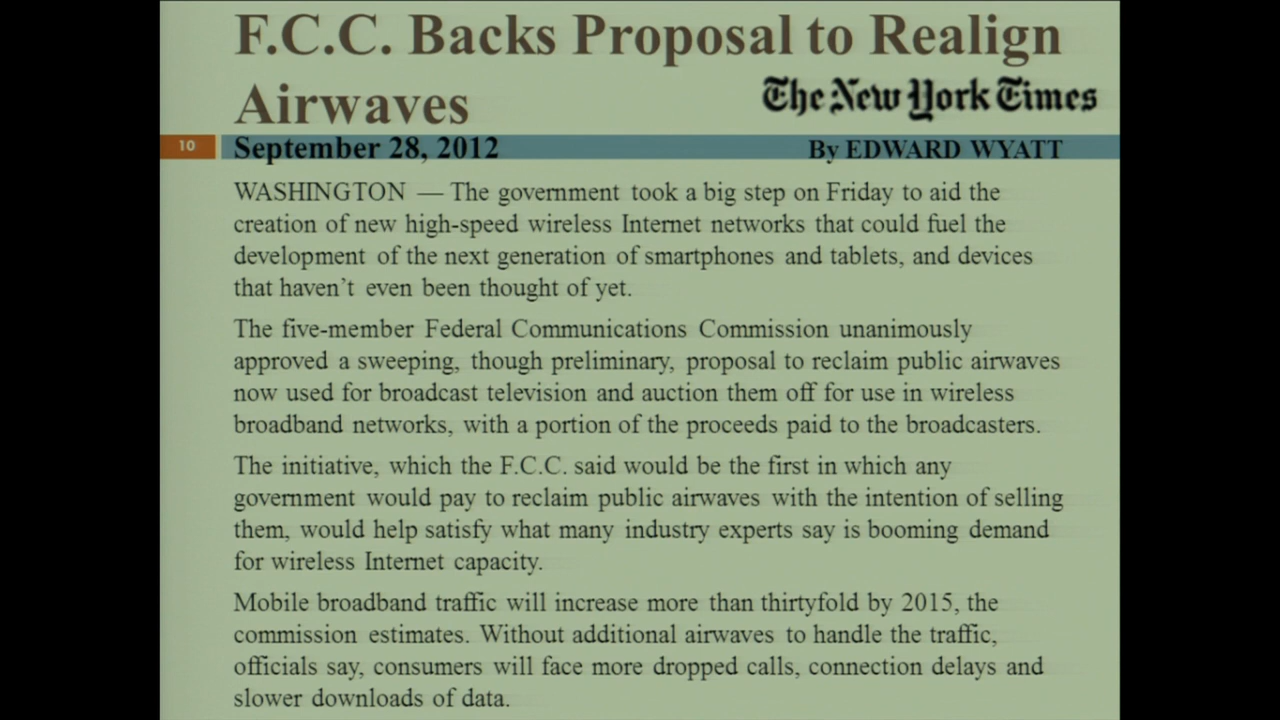 F.C.C. Backs Proposal to Realign
Airwaves
The New York Times
10
September 28, 2012
By EDWARD WYATT
WASHINGTON — The government took a big step on Friday to aid the
creation of new high-speed wireless Internet networks that could fuel the
development of the next generation of smartphones and tablets, and devices
that haven't even been thought of yet.
The five-member Federal Communications Commission unanimously
approved a sweeping, though preliminary, proposal to reclaim public airwaves
now used for broadcast television and auction them off for use in wireless
broadband networks, with a portion of the proceeds paid to the broadcasters.
The initiative, which the F.C.C. said would be the first in which any
government would pay to reclaim public airwaves with the intention of selling
them, would help satisfy what many industry experts say is booming demand
for wireless Internet capacity.
Mobile broadband traffic will increase more than thirtyfold by 2015, the
commission estimates. Without additional airwaves to handle the traffic,
officials say, consumers will face more dropped calls, connection delays and
slower downloads of data.